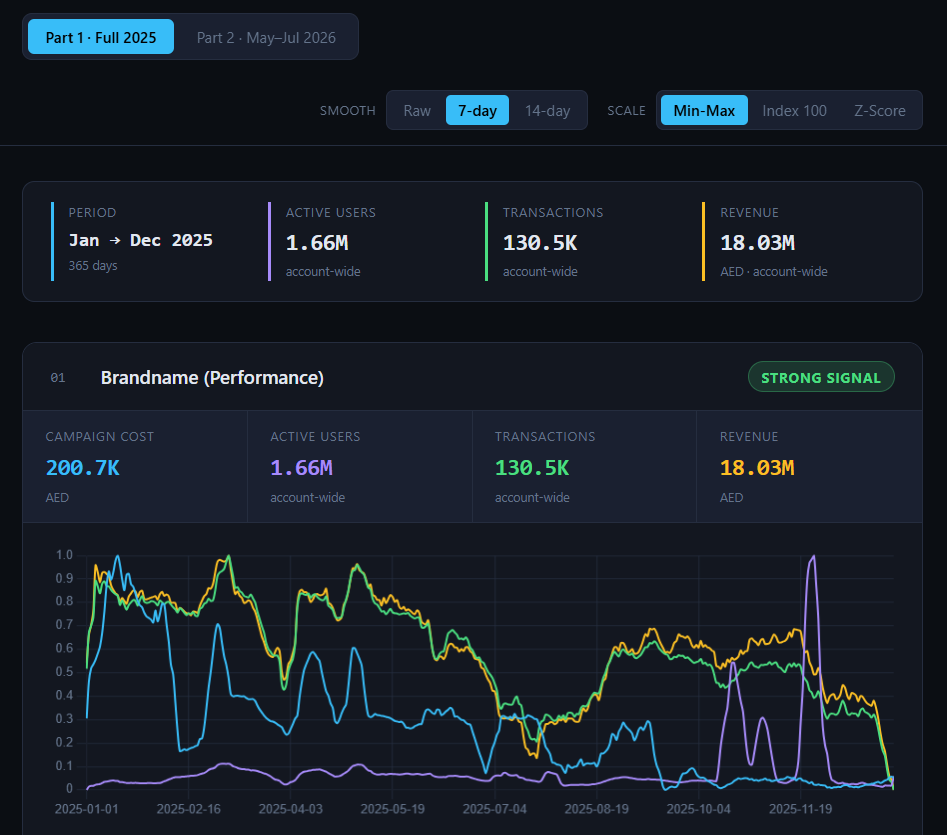 Part 1 · Full 2025 Part 2 · May–Jul 2026
SMOOTH Raw 7-day 14-day SCALE Min-Max Index 100 Z-Score
PERIOD
Jan → Dec 2025
365 days
ACTIVE USERS
1.66M
account-wide
TRANSACTIONS
130.5K
account-wide
REVENUE
18.03M
AED · account-wide
01 Brandname (Performance) STRONG SIGNAL
CAMPAIGN COST
200.7K
AED
ACTIVE USERS
1.66M
account-wide
TRANSACTIONS
130.5K
account-wide
REVENUE
18.03M
AED
1.0
0.9
0.8
0.7
0.6
0.5
0.4
0.3
0.2
0.1
0
2025-01-01 2025-02-16 2025-04-03 2025-05-19 2025-07-04 2025-08-19 2025-10-04 2025-11-19